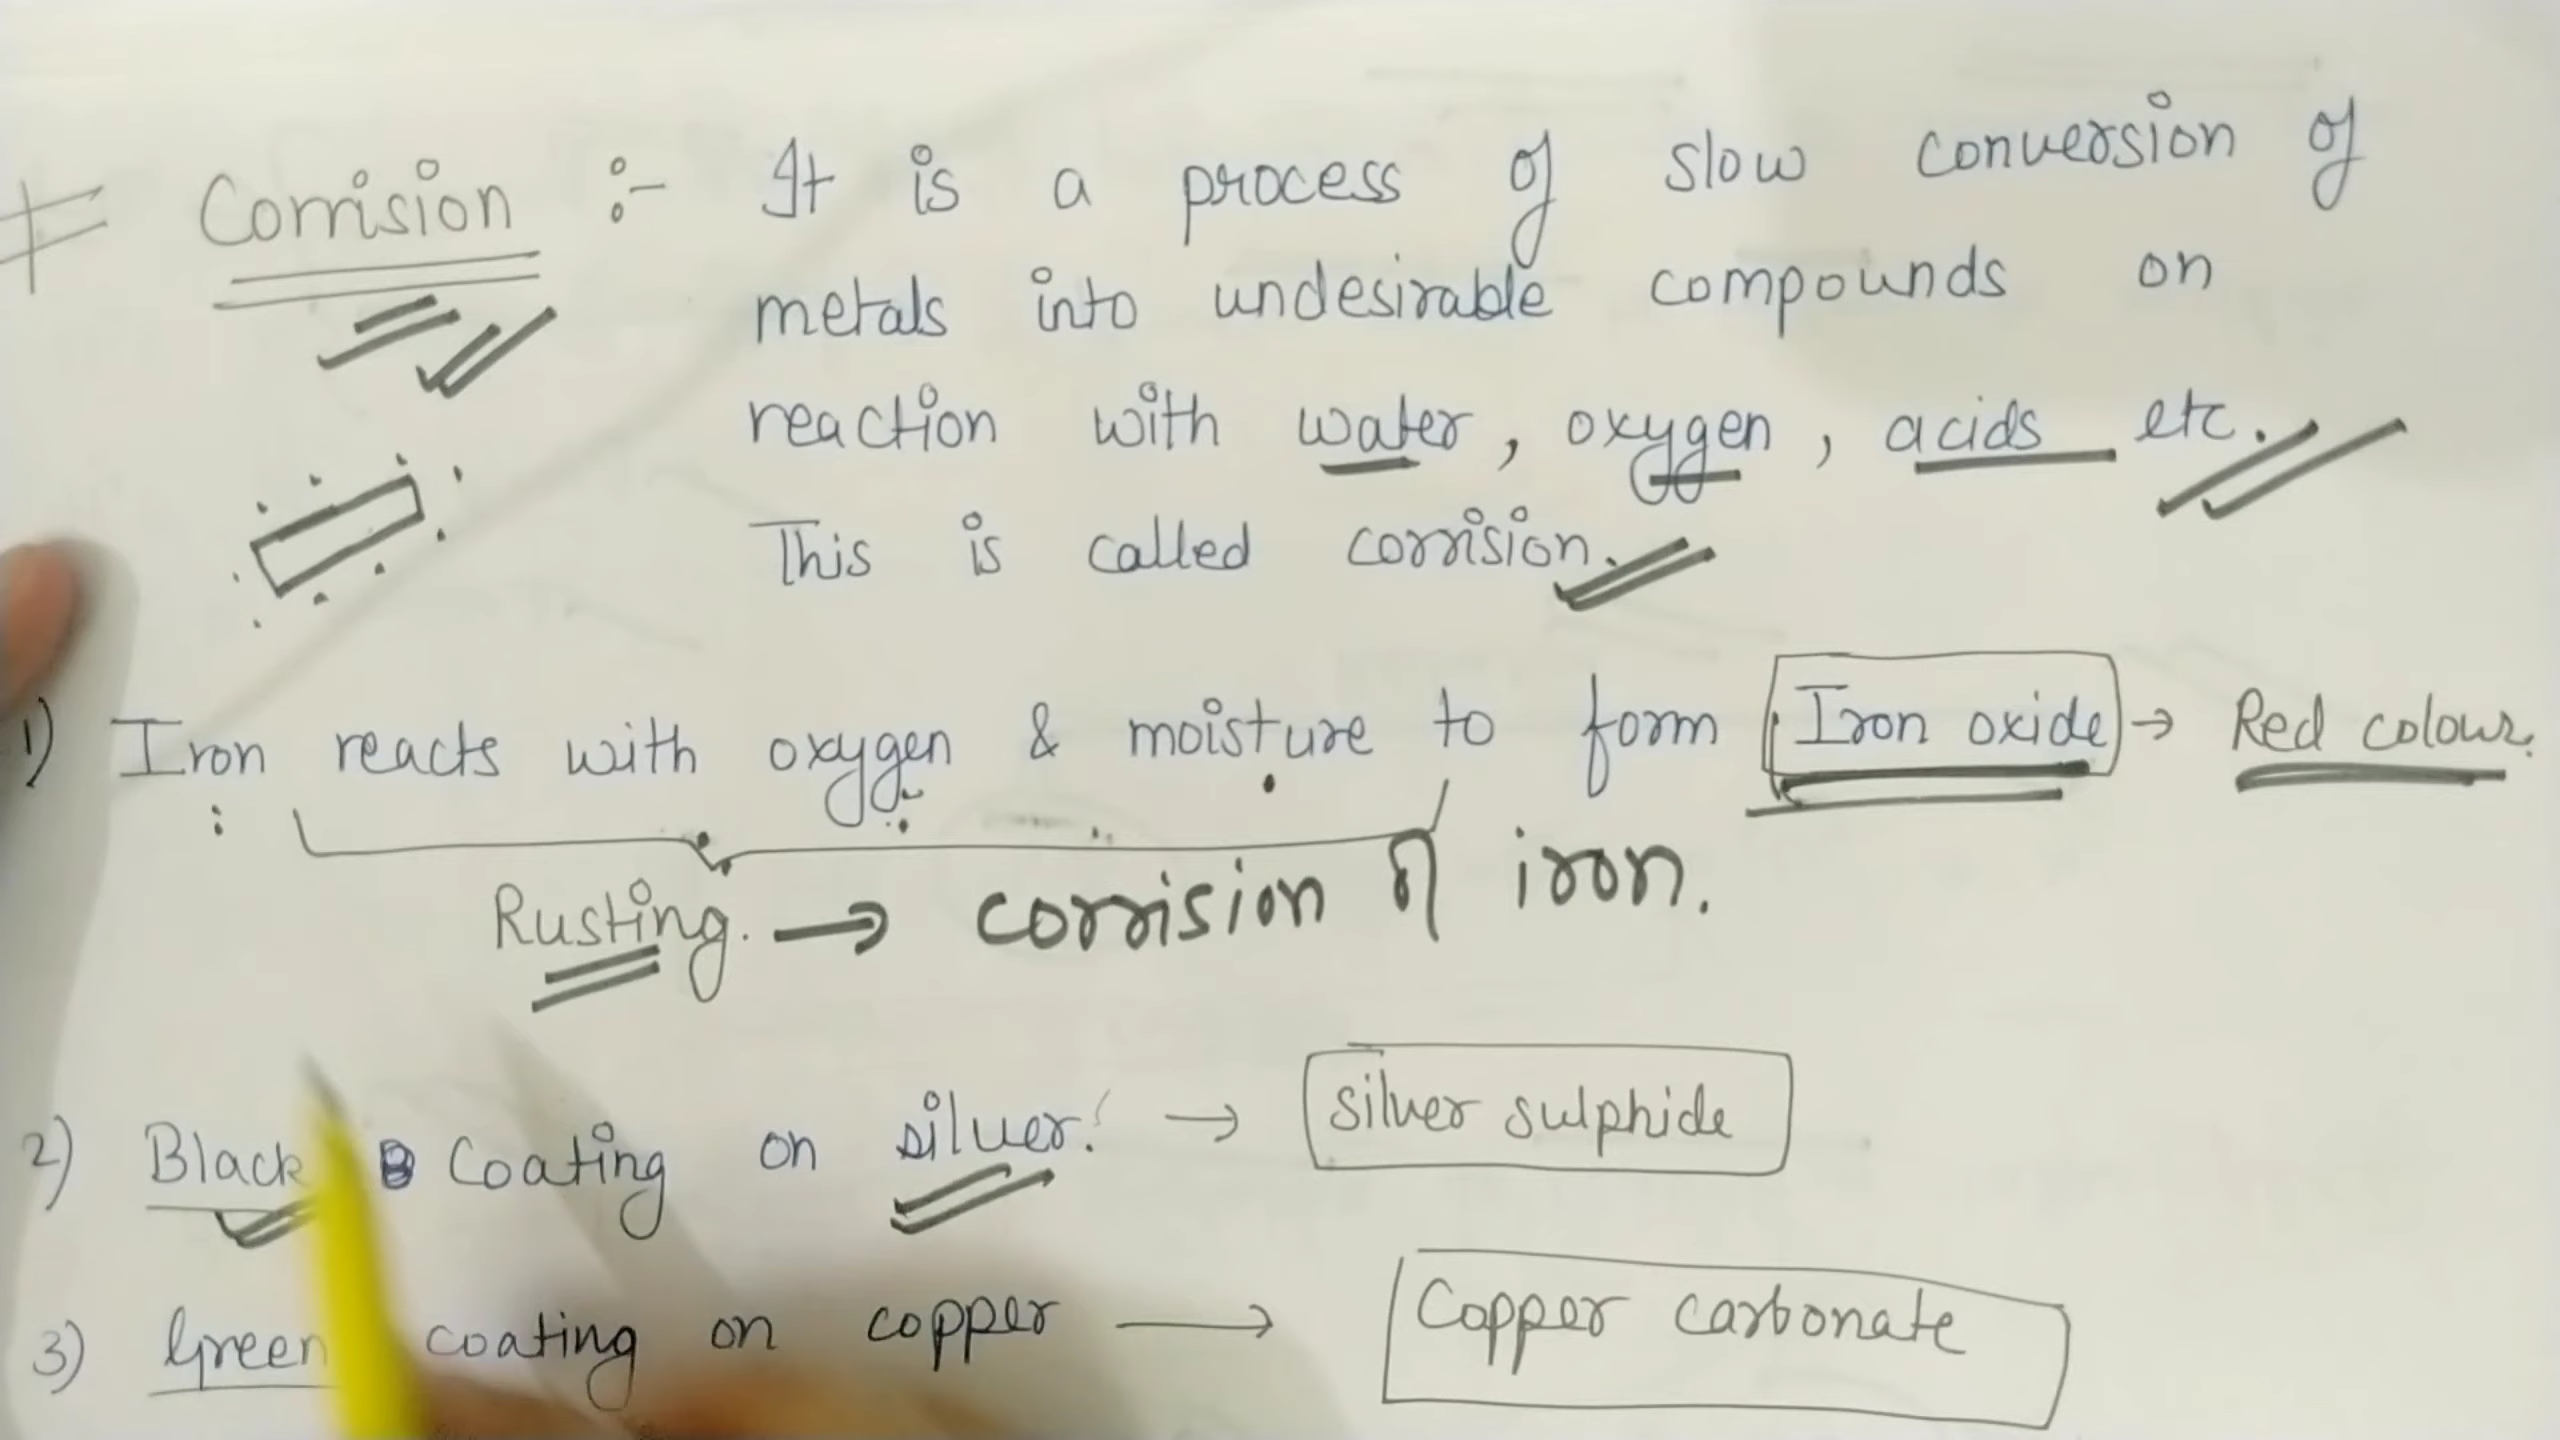 Corrision :- It is a process of slow conversion of
metals into undesirable compounds on
reaction with water, oxygen, acids etc.
This is called corrision.
1) Iron reacts with oxygen & moisture to form Iron oxide → Red colour.
Rusting. → corrision of iron.
2) Black Coating on silver. → Silver sulphide
3) Green coating on copper → Copper carbonate